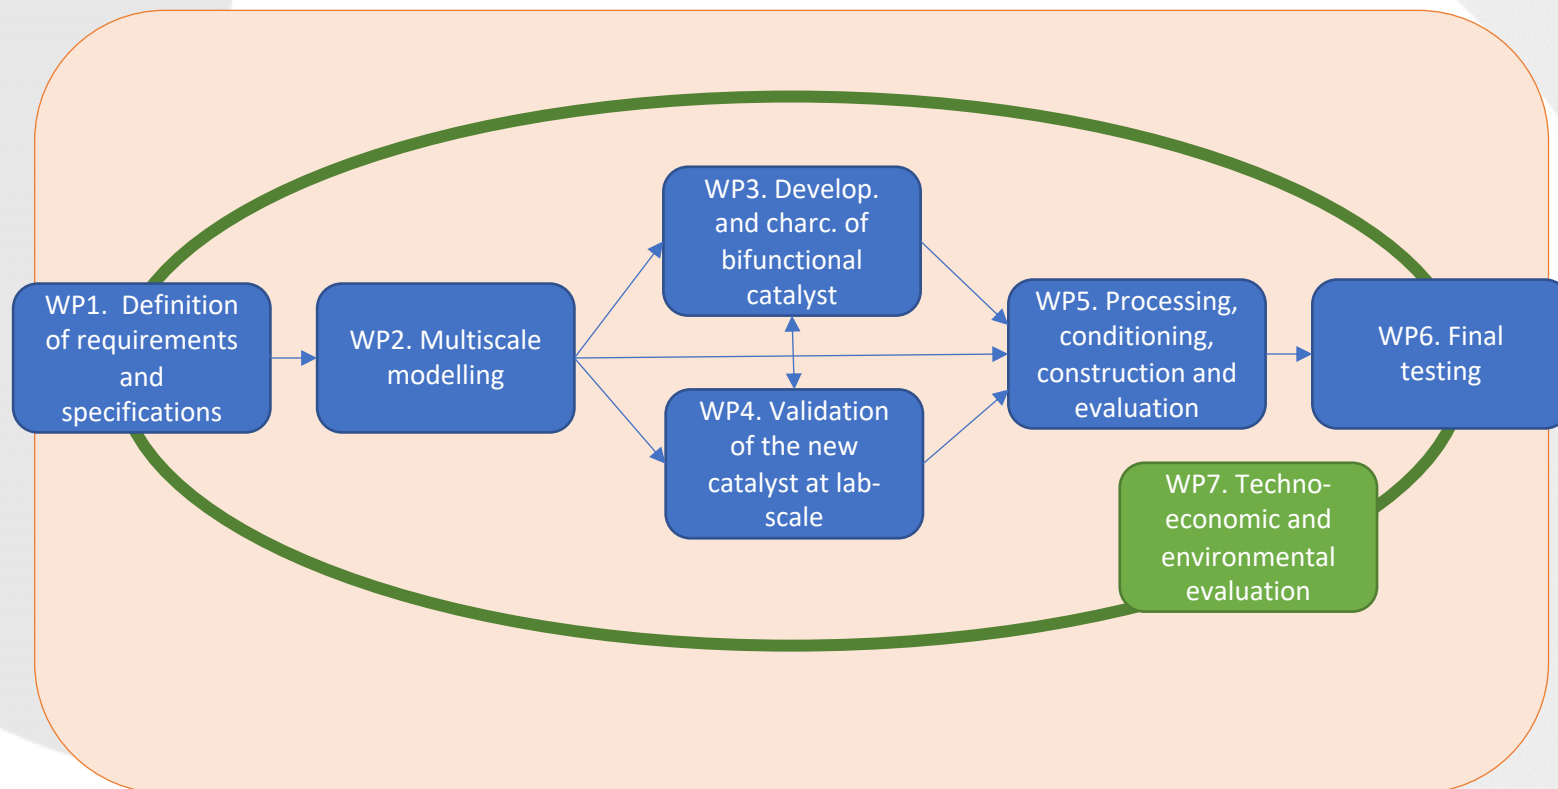 WP1. Definition
of requirements
and
specifications
WP2. Multiscale
modelling
WP3. Develop.
and charc. of
bifunctional
catalyst
WP4. Validation
of the new
catalyst at lab-
scale
WP5. Processing,
conditioning,
construction and
evaluation
WP6. Final
testing
WP7. Techno-
economic and
environmental
evaluation